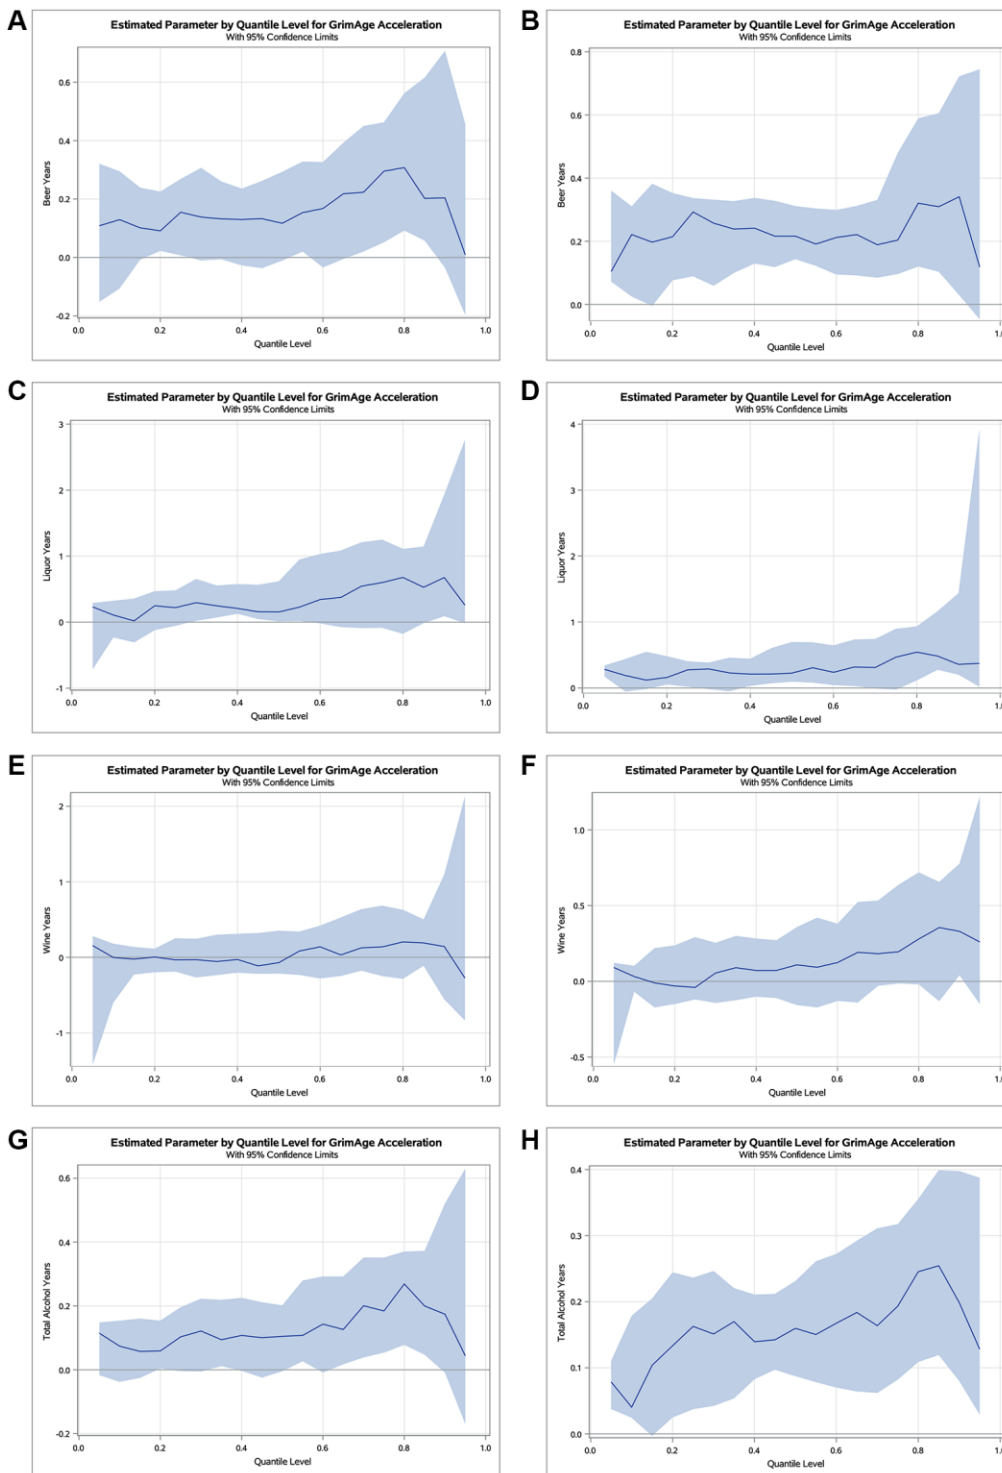 A
Estimated Parameter by Quantile Level for GrimAge Acceleration
With 95% Confidence Limits
Beer Years
0.6
0.4
0.2
0.0
-0.2
0.0 0.2 0.4 0.6 0.8 1.0
Quantile Level
B
Estimated Parameter by Quantile Level for GrimAge Acceleration
With 95% Confidence Limits
Beer Years
0.8
0.6
0.4
0.2
0.0
0.0 0.2 0.4 0.6 0.8 1.0
Quantile Level
C
Estimated Parameter by Quantile Level for GrimAge Acceleration
With 95% Confidence Limits
Liquor Years
3
2
1
0
-1
0.0 0.2 0.4 0.6 0.8 1.0
Quantile Level
D
Estimated Parameter by Quantile Level for GrimAge Acceleration
With 95% Confidence Limits
Liquor Years
4
3
2
1
0
0.0 0.2 0.4 0.6 0.8 1.0
Quantile Level
E
Estimated Parameter by Quantile Level for GrimAge Acceleration
With 95% Confidence Limits
Wine Years
2
1
0
-1
0.0 0.2 0.4 0.6 0.8 1.0
Quantile Level
F
Estimated Parameter by Quantile Level for GrimAge Acceleration
With 95% Confidence Limits
Wine Years
1.0
0.5
0.0
-0.5
0.0 0.2 0.4 0.6 0.8 1.0
Quantile Level
G
Estimated Parameter by Quantile Level for GrimAge Acceleration
With 95% Confidence Limits
Total Alcohol Years
0.6
0.4
0.2
0.0
-0.2
0.0 0.2 0.4 0.6 0.8 1.0
Quantile Level
H
Estimated Parameter by Quantile Level for GrimAge Acceleration
With 95% Confidence Limits
Total Alcohol Years
0.4
0.3
0.2
0.1
0.0
0.0 0.2 0.4 0.6 0.8 1.0
Quantile Level